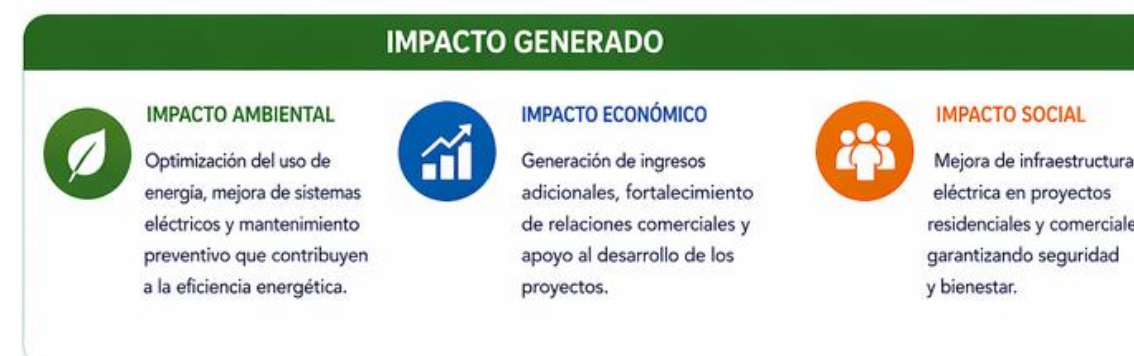 IMPACTO GENERADO
IMPACTO AMBIENTAL
Optimización del uso de
energía, mejora de sistemas
eléctricos y mantenimiento
preventivo que contribuyen
a la eficiencia energética.
IMPACTO ECONÓMICO
Generación de ingresos
adicionales, fortalecimiento
de relaciones comerciales y
apoyo al desarrollo de los
proyectos.
IMPACTO SOCIAL
Mejora de infraestructura
eléctrica en proyectos
residenciales y comerciale
garantizando seguridad
y bienestar.